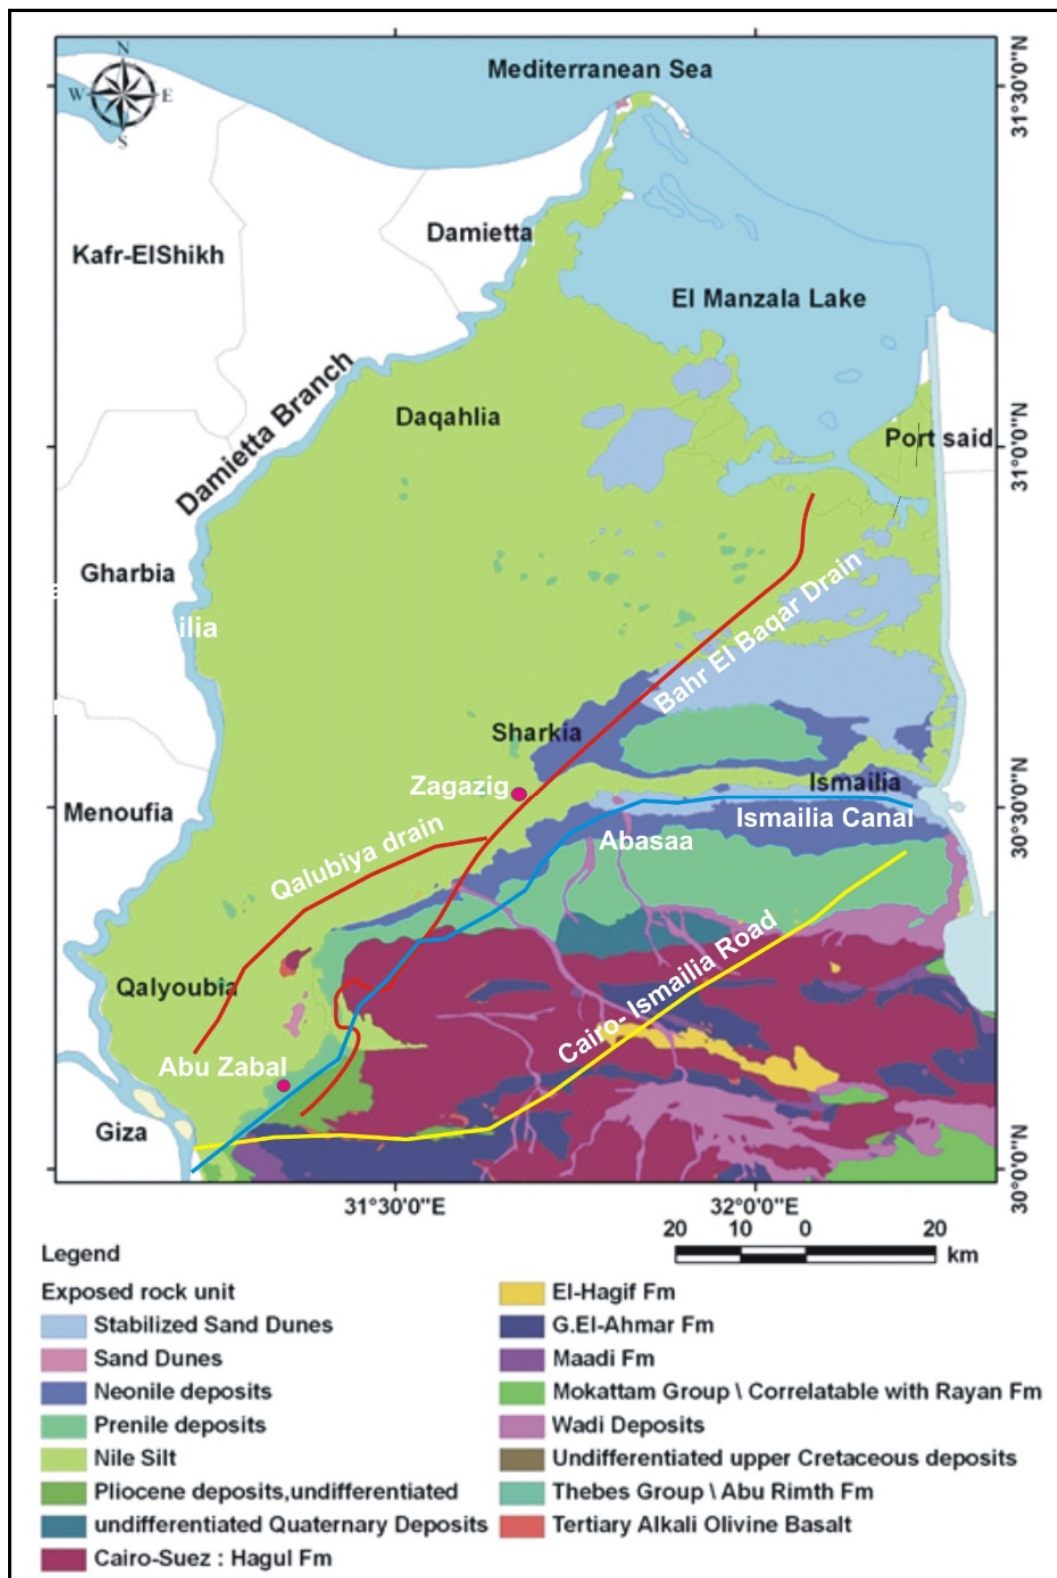 N
W E
S
Mediterranean Sea
31°30'0"N
Damietta
Kafr-ElShikh
El Manzala Lake
Damietta Branch
Daqahlia
Port said
31°0'0"N
Bahr El Baqar Drain
Gharbia
ilia
Sharkia
Zagazig
Ismailia
30°30'0"N
Menoufia
Ismailia Canal
Qalubiya drain
Abasaa
Cairo- Ismailia Road
Qalyoubia
Abu Zabal
Giza
30°0'0"N
31°30'0"E
32°0'0"E
20 10 0 20
km
Legend
Exposed rock unit
Stabilized Sand Dunes
Sand Dunes
Neonile deposits
Prenile deposits
Nile Silt
Pliocene deposits,undifferentiated
undifferentiated Quaternary Deposits
Cairo-Suez : Hagul Fm
El-Hagif Fm
G.El-Ahmar Fm
Maadi Fm
Mokattam Group \ Correlatable with Rayan Fm
Wadi Deposits
Undifferentiated upper Cretaceous deposits
Thebes Group \ Abu Rimth Fm
Tertiary Alkali Olivine Basalt